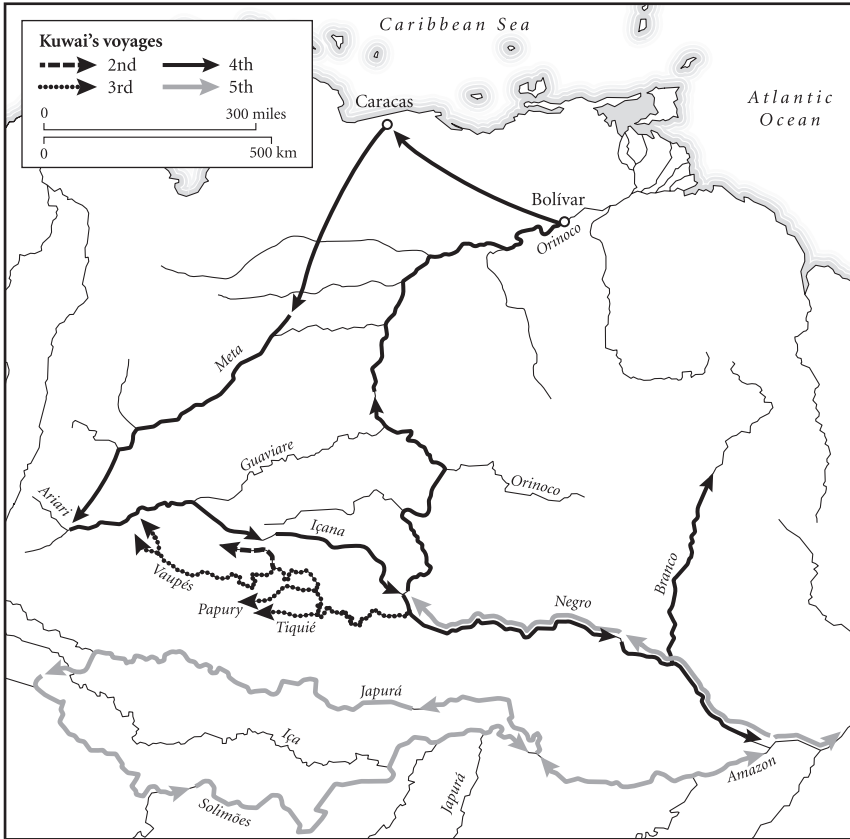 Caribbean Sea
Kuwai's voyages
2nd
4th
3rd
5th
0
300 miles
0
500 km
Caracas
Atlantic
Ocean
Bolívar
Orinoco
Meta
Guaviare
Orinoco
Ariari
Içana
Vaupés
Branco
Negro
Papury
Tiquié
Japurá
Iça
Amazon
Japurá
Solimões